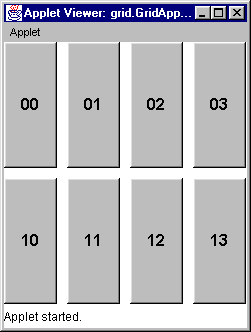 Applet Viewer: grid.GridApp...
Applet
00 01 02 03
10 11 12 13
Applet started.